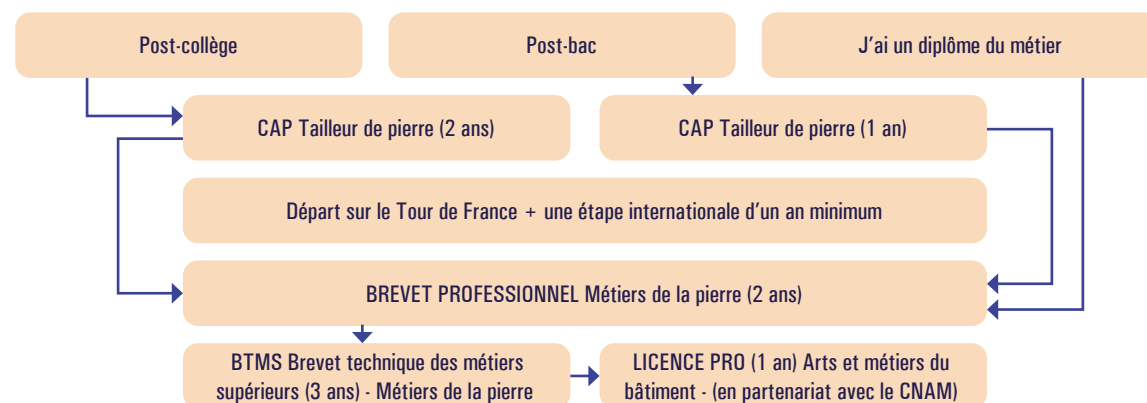 Post-collège
Post-bac
J'ai un diplôme du métier
CAP Tailleur de pierre (2 ans)
CAP Tailleur de pierre (1 an)
Départ sur le Tour de France + une étape internationale d'un an minimum
BREVET PROFESSIONNEL Métiers de la pierre (2 ans)
BTMS Brevet technique des métiers
supérieurs (3 ans) - Métiers de la pierre
LICENCE PRO (1 an) Arts et métiers du
bâtiment - (en partenariat avec le CNAM)